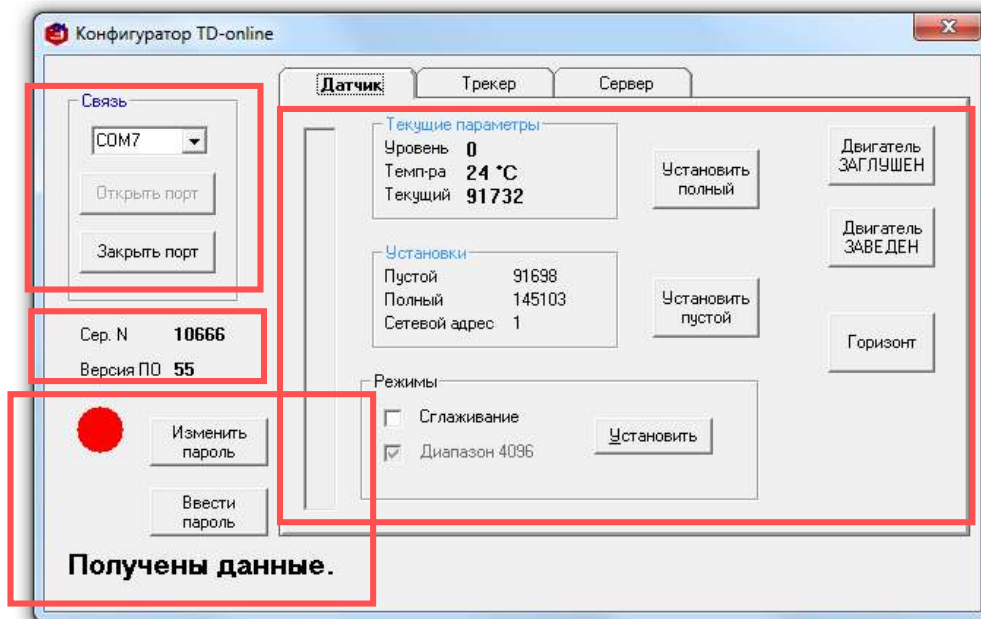 Конфигуратор TD-online
Связь
COM7
Открыть порт
Закрыть порт
Сер. N 10666
Версия ПО 55
Изменить
пароль
Ввести
пароль
Получены данные.
Датчик Трекер Сервер
Текущие параметры
Уровень 0
Темп-ра 24 °C
Текущий 91732
Установить
полный
Установки
Пустой 91698
Полный 145103
Сетевой адрес 1
Установить
пустой
Режимы
Сглаживание
Диапазон 4096
Установить
Двигатель
ЗАГЛУШЕН
Двигатель
ЗАВЕДЕН
Горизонт